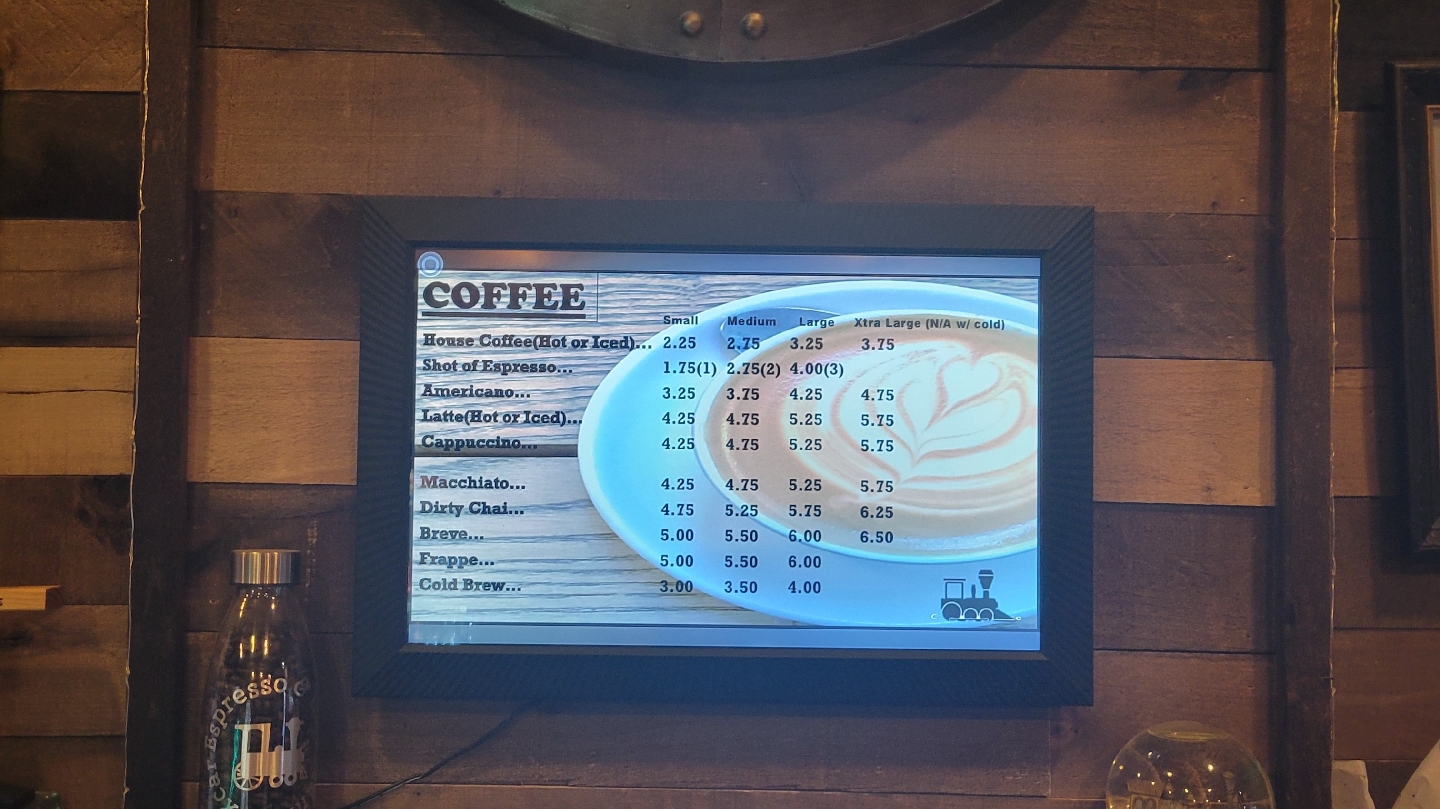 COFFEE
Small Medium Large Xtra Large (N/A w/ cold)
House Coffee(Hot or Iced)... 2.25 2.75 3.25 3.75
Shot of Espresso... 1.75(1) 2.75(2) 4.00(3)
Americano... 3.25 3.75 4.25 4.75
Latte(Hot or Iced)... 4.25 4.75 5.25 5.75
Cappuccino... 4.25 4.75 5.25 5.75
Macchiato... 4.25 4.75 5.25 5.75
Dirty Chai... 4.75 5.25 5.75 6.25
Breve... 5.00 5.50 6.00 6.50
Frappe... 5.00 5.50 6.00
Cold Brew... 3.00 3.50 4.00
car Espresso